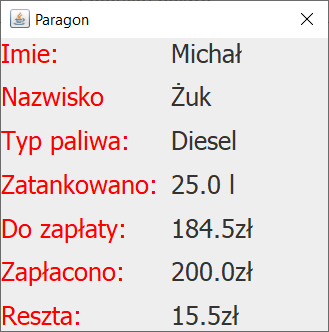 Paragon
Imie: Michał
Nazwisko Żuk
Typ paliwa: Diesel
Zatankowano: 25.0 l
Do zapłaty: 184.5zł
Zapłacono: 200.0zł
Reszta: 15.5zł